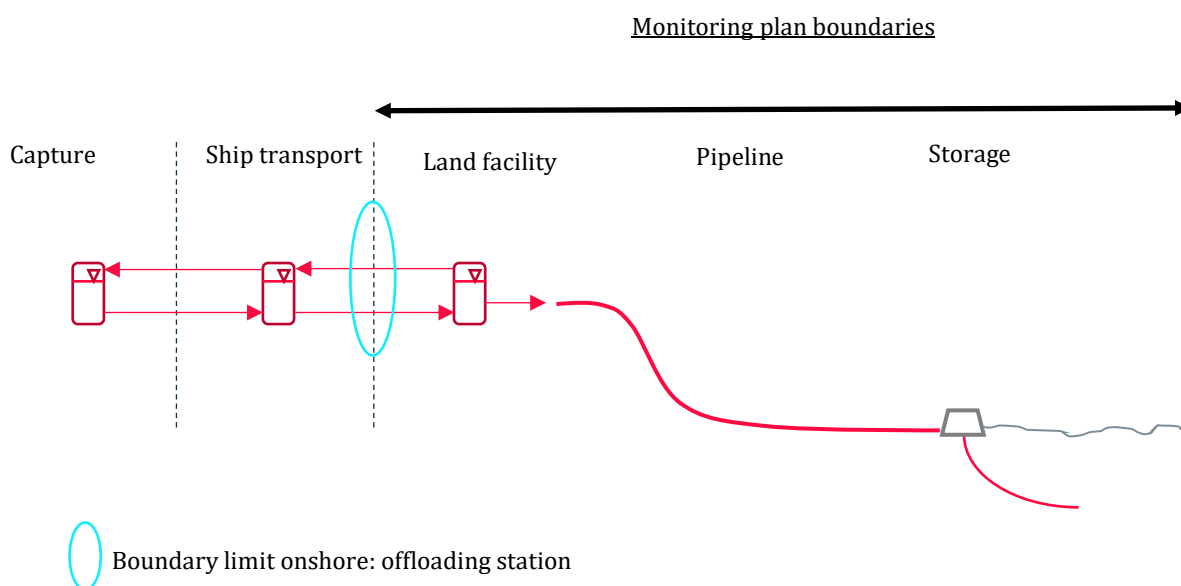 Monitoring plan boundaries
Capture
Ship transport
Land facility
Pipeline
Storage
Boundary limit onshore: offloading station